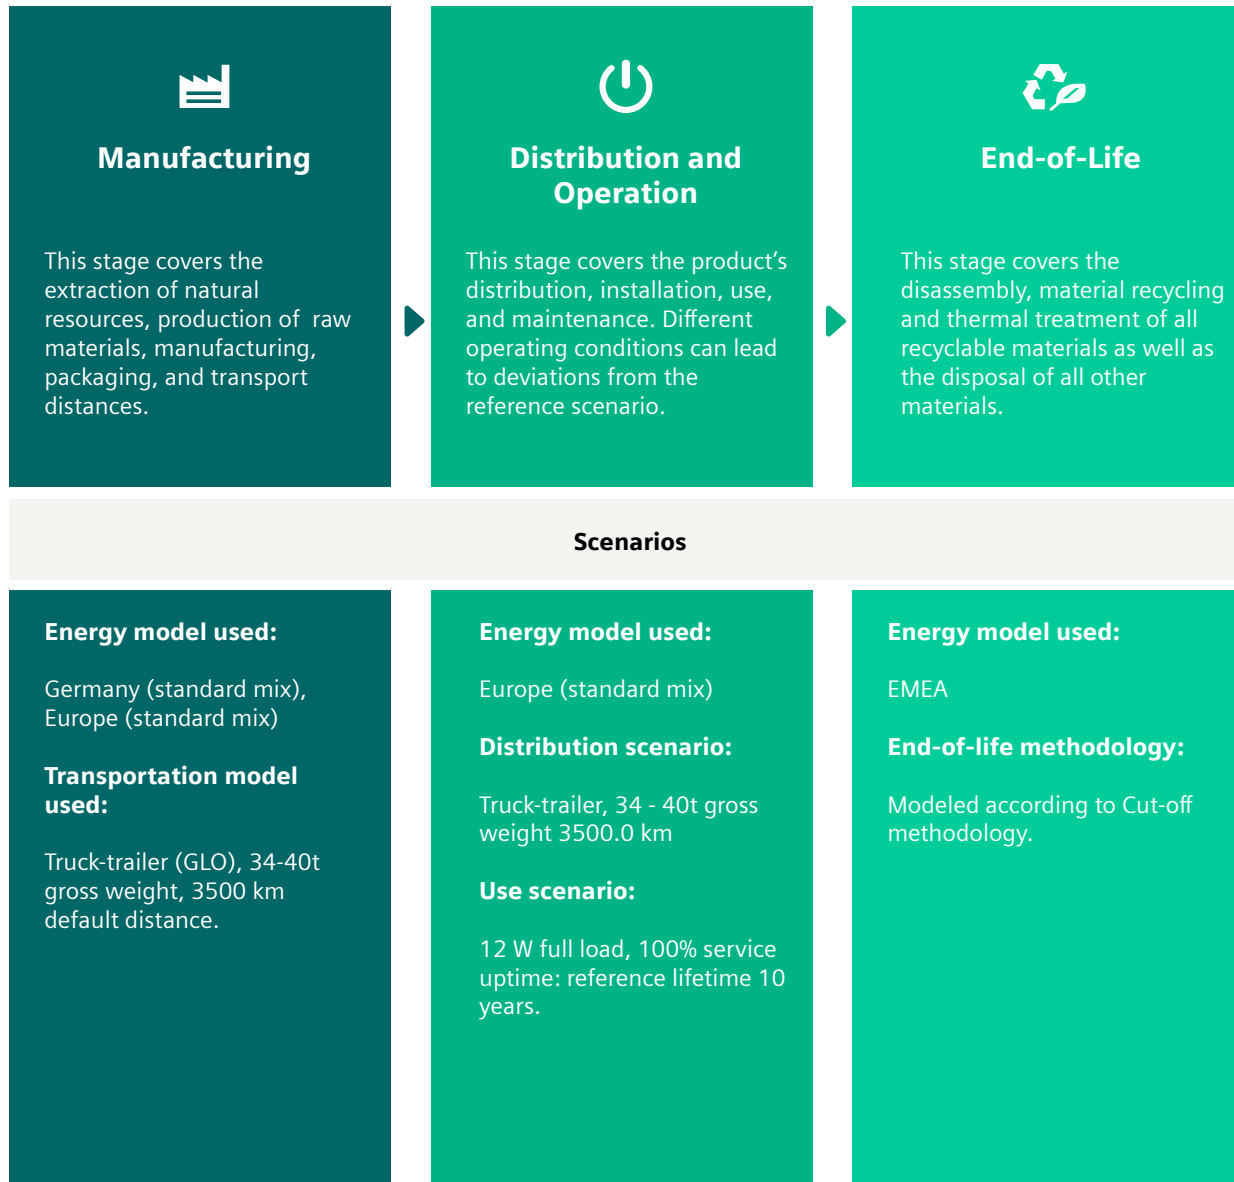 Manufacturing
This stage covers the
extraction of natural
resources, production of  raw
materials, manufacturing,
packaging, and transport
distances.
Distribution and
Operation
This stage covers the product’s
distribution, installation, use,
and maintenance. Different
operating conditions can lead
to deviations from the
reference scenario.
End-of-Life
This stage covers the
disassembly, material recycling
and thermal treatment of all
recyclable materials as well as
the disposal of all other
materials.
Scenarios
Energy model used:
Germany (standard mix),
Europe (standard mix)
Transportation model
used:
Truck-trailer (GLO), 34-40t
gross weight, 3500 km
default distance.
Energy model used:
Europe (standard mix)
Distribution scenario:
Truck-trailer, 34 - 40t gross
weight 3500.0 km
Use scenario:
12 W full load, 100% service
uptime: reference lifetime 10
years.
Energy model used:
EMEA
End-of-life methodology:
Modeled according to Cut-off
methodology.